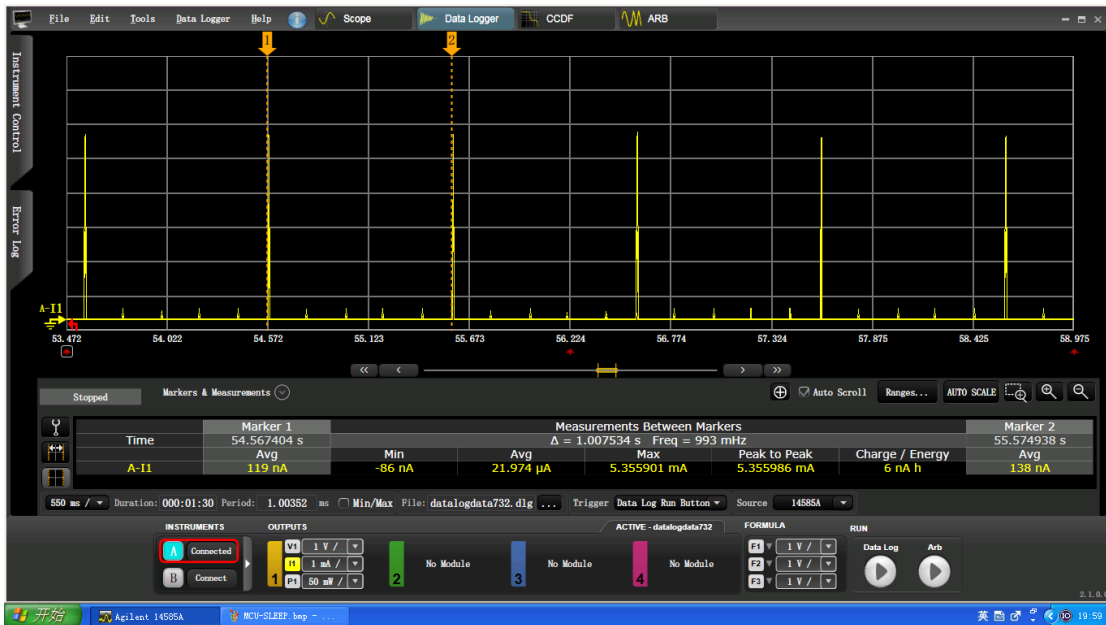 File Edit Tools Data Logger Help Scope Data Logger CCDF ARB
1 2
Instrument Control
Error Log
A-I1
53.472 54.022 54.572 55.123 55.673 56.224 56.774 57.324 57.875 58.425 58.975
Stopped Markers & Measurements Auto Scroll Ranges... AUTO SCALE
Marker 1 Measurements Between Markers Marker 2
Time 54.567404 s Δ = 1.007534 s Freq = 993 mHz 55.574938 s
Avg Min Avg Max Peak to Peak Charge / Energy Avg
A-I1 119 nA -86 nA 21.974 µA 5.355901 mA 5.355986 mA 6 nA h 138 nA
550 ms / Duration: 000:01:30 Period: 1.00352 ms Min/Max File: datalogdata732.dlg ... Trigger Data Log Run Button Source 14585A
INSTRUMENTS OUTPUTS ACTIVE - datalogdata732 FORMULA RUN
A Connected V1 1 V / F1 1 V / Data Log Arb
I1 1 mA / No Module No Module No Module F2 1 V /
B Connect 1 P1 50 mW / 2 3 4 F3 1 V /
2.1.0.
开始 Agilent 14585A MCU-SLEEP.bmp - ... 英 19:59